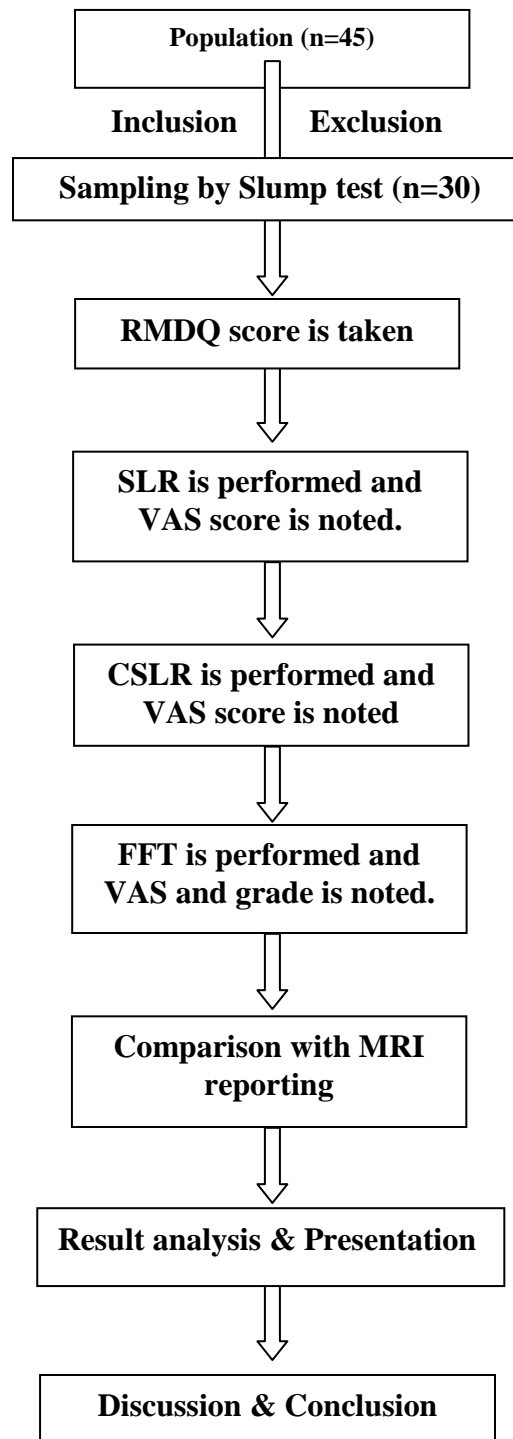 Population (n=45)
Inclusion Exclusion
Sampling by Slump test (n=30)
RMDQ score is taken
SLR is performed and
VAS score is noted.
CSLR is performed and
VAS score is noted
FFT is performed and
VAS and grade is noted.
Comparison with MRI
reporting
Result analysis & Presentation
Discussion & Conclusion